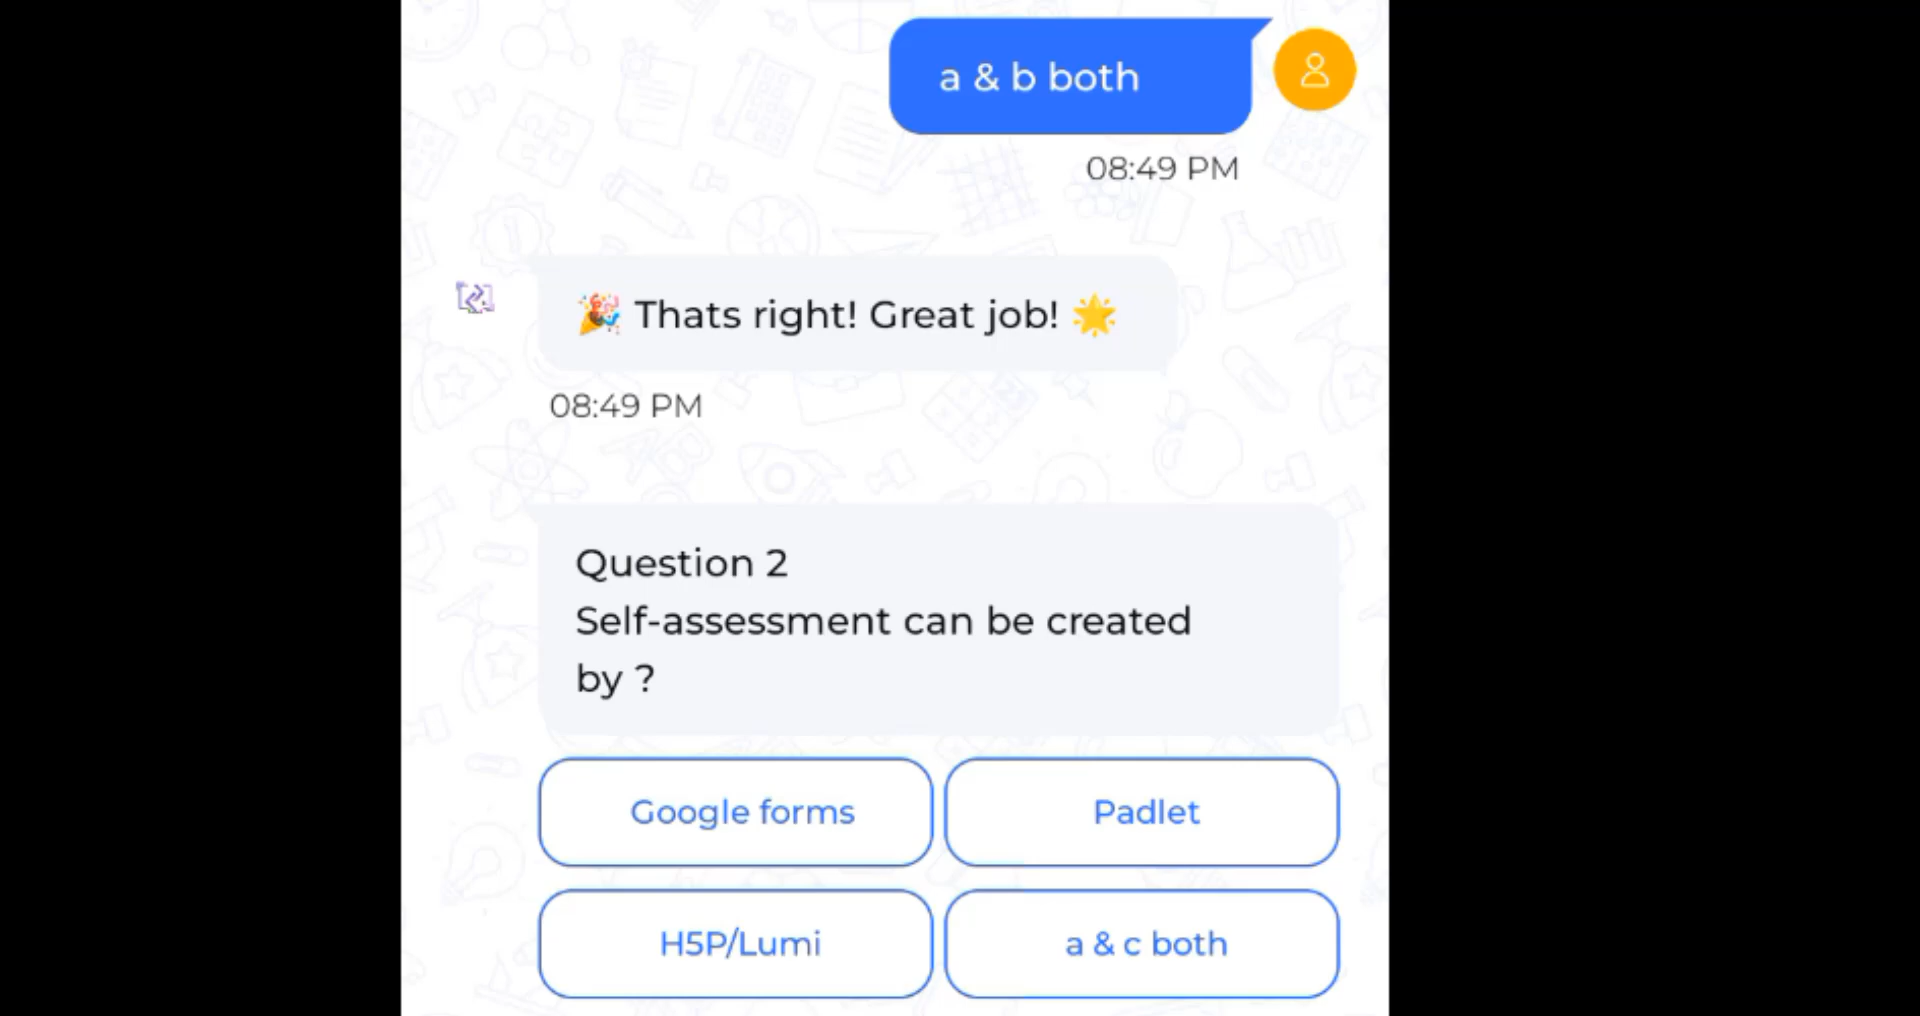 a & b both
08:49 PM
🎉 Thats right! Great job! 🌟
08:49 PM
Question 2
Self-assessment can be created
by ?
Google forms
Padlet
H5P/Lumi
a & c both